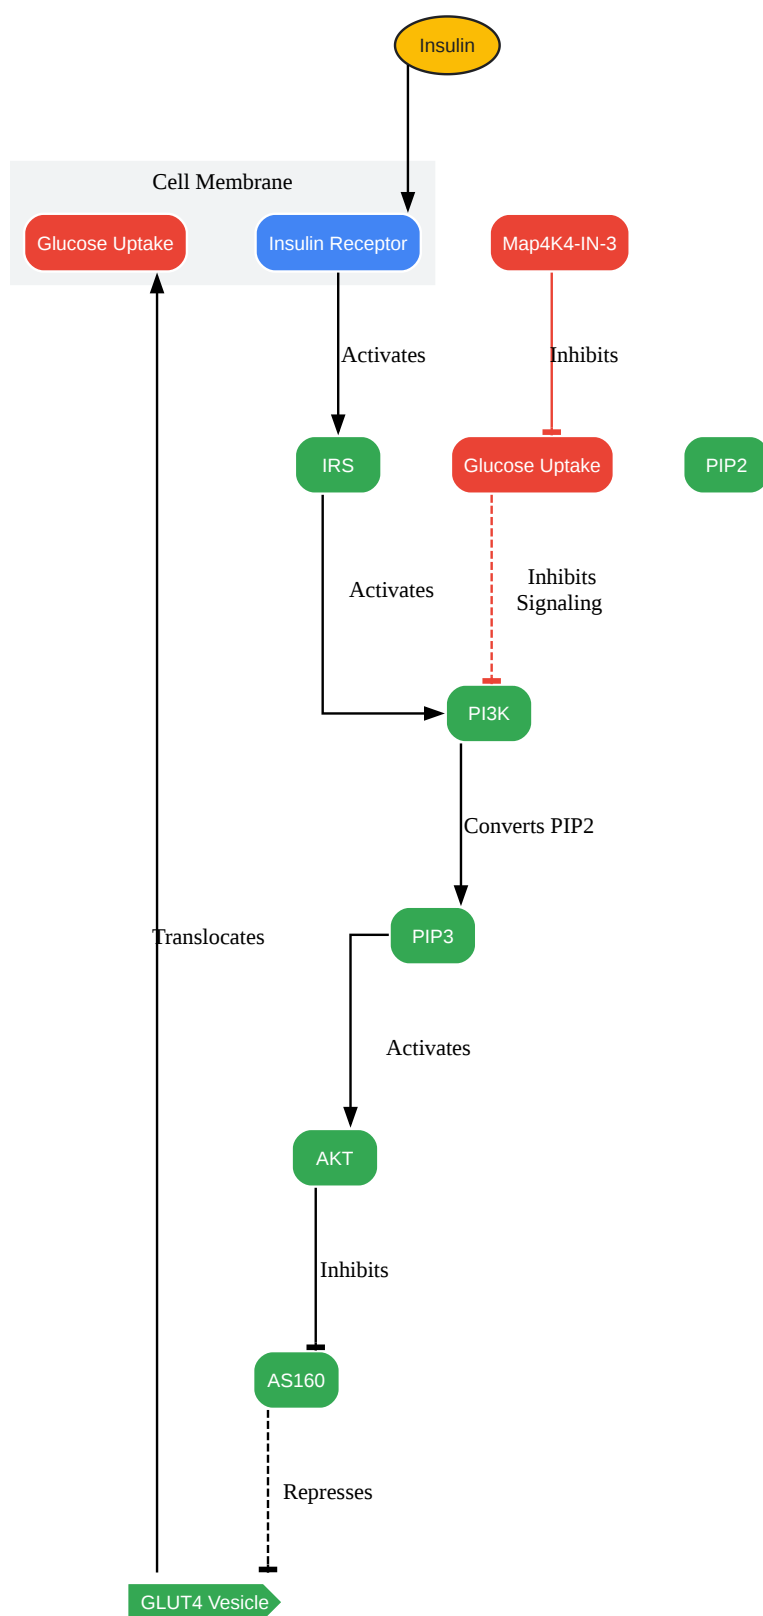 Insulin
Cell Membrane
Glucose Uptake
Insulin Receptor
Map4K4-IN-3
Activates
Inhibits
IRS
Glucose Uptake
PIP2
Activates
Inhibits
Signaling
PI3K
Converts PIP2
PIP3
Translocates
Activates
AKT
Inhibits
AS160
Represses
GLUT4 Vesicle